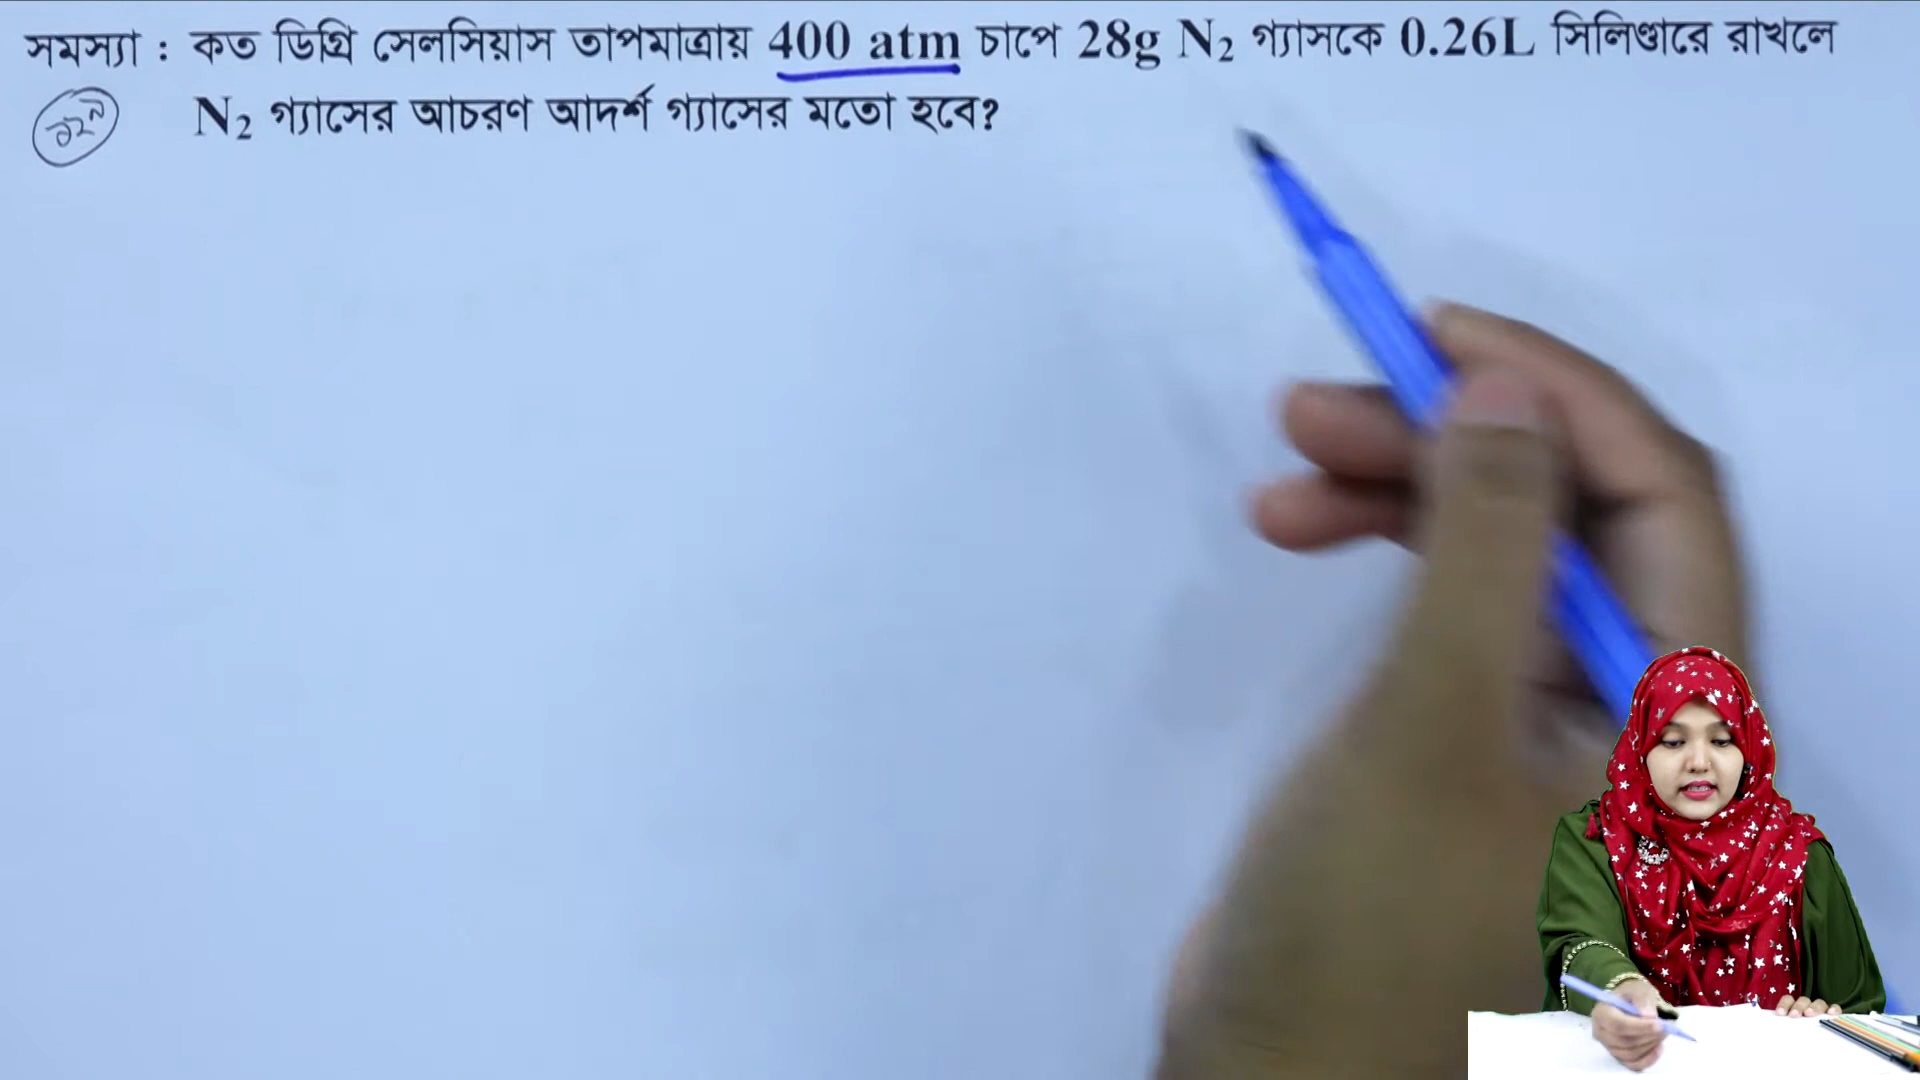 সমস্যা : কত ডিগ্রি সেলসিয়াস তাপমাত্রায় 400 atm চাপে 28g N₂ গ্যাসকে 0.26L সিলিণ্ডারে রাখলে
N₂ গ্যাসের আচরণ আদর্শ গ্যাসের মতো হবে?